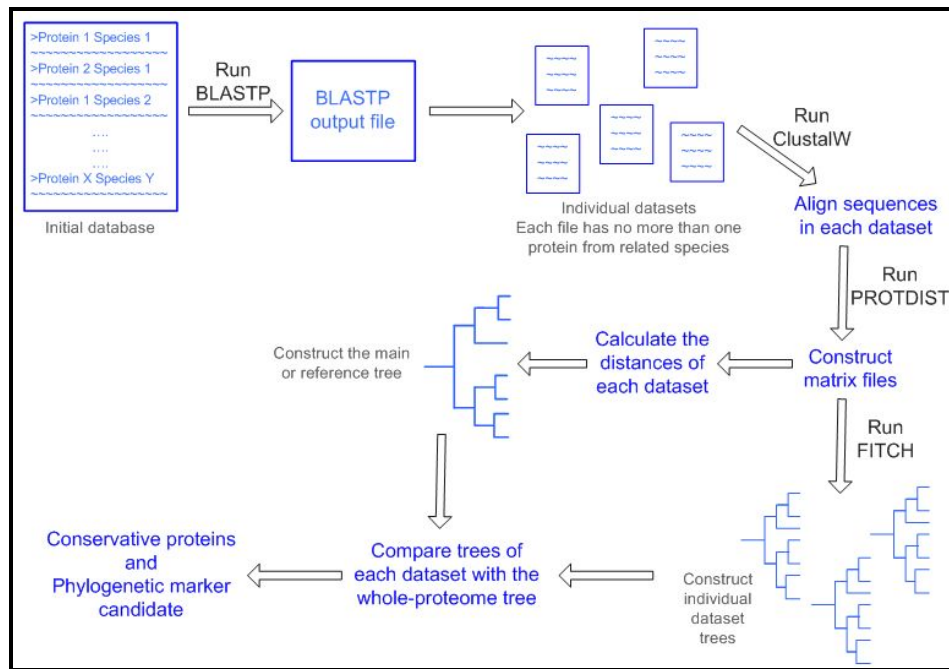 >Protein 1 Species 1
~~~~~~~~~~~~~~~~~~
>Protein 2 Species 1
~~~~~~~~~~~~~~~~~~
>Protein 1 Species 2
~~~~~~~~~~~~~~~~~~
....
....
....
>Protein X Species Y
~~~~~~~~~~~~~~~~~~
Initial database
Run
BLASTP
BLASTP
output file
Individual datasets
Each file has no more than one
protein from related species
Run
ClustalW
Align sequences
in each dataset
Run
PROTDIST
Construct
matrix files
Calculate the
distances of
each dataset
Construct the main
or reference tree
Run
FITCH
Construct
individual
dataset
trees
Compare trees of
each dataset with the
whole-proteome tree
Conservative proteins
and
Phylogenetic marker
candidate